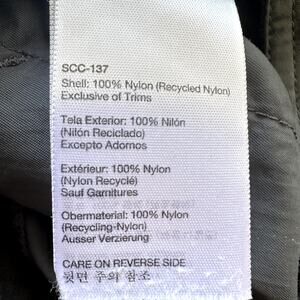 SCC-137
Shell: 100% Nylon (Recycled Nylon)
Exclusive of Trims
Tela Exterior: 100% Nilón
(Nilón Reciclado)
Excepto Adornos
Extérieur: 100% Nylon
(Nylon Recyclé)
Sauf Garnitures
Obermaterial: 100% Nylon
(Recycling-Nylon)
Ausser Verzierung
CARE ON REVERSE SIDE
뒷면 주의 참조